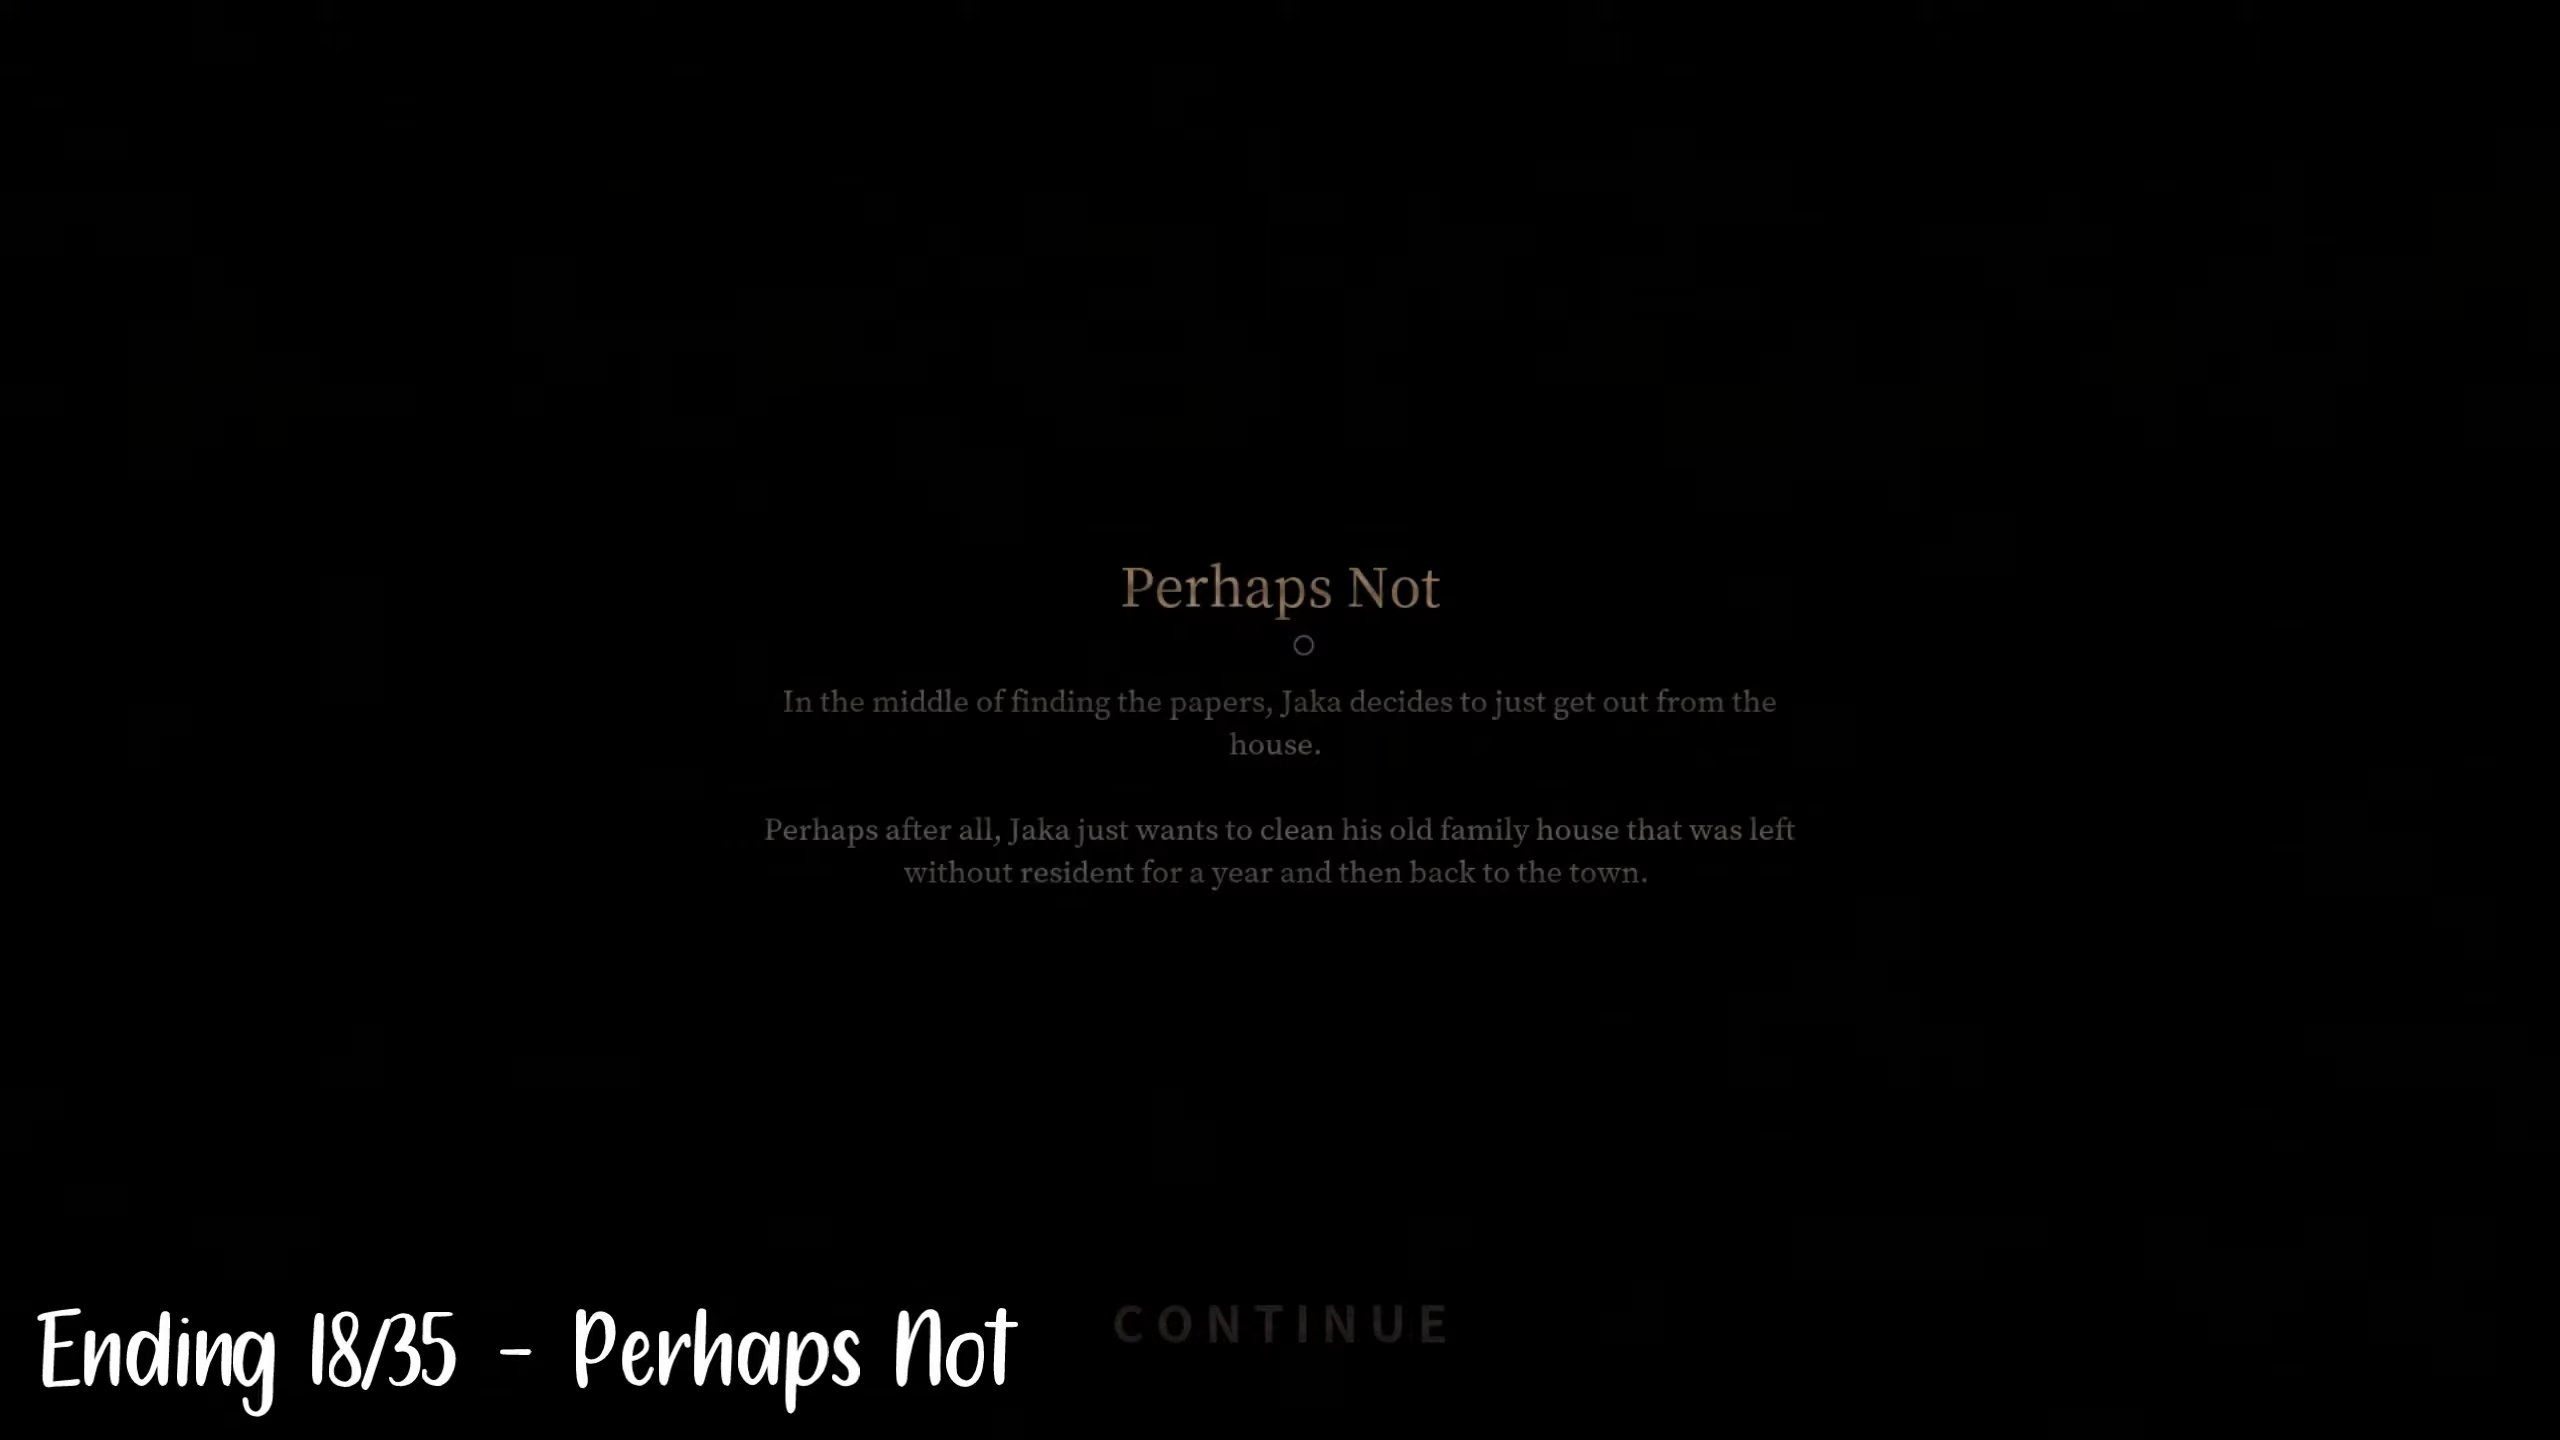 Perhaps Not
In the middle of finding the papers, Jaka decides to just get out from the
house.
Perhaps after all, Jaka just wants to clean his old family house that was left
without resident for a year and then back to the town.
CONTINUE
Ending 18/35 - Perhaps Not